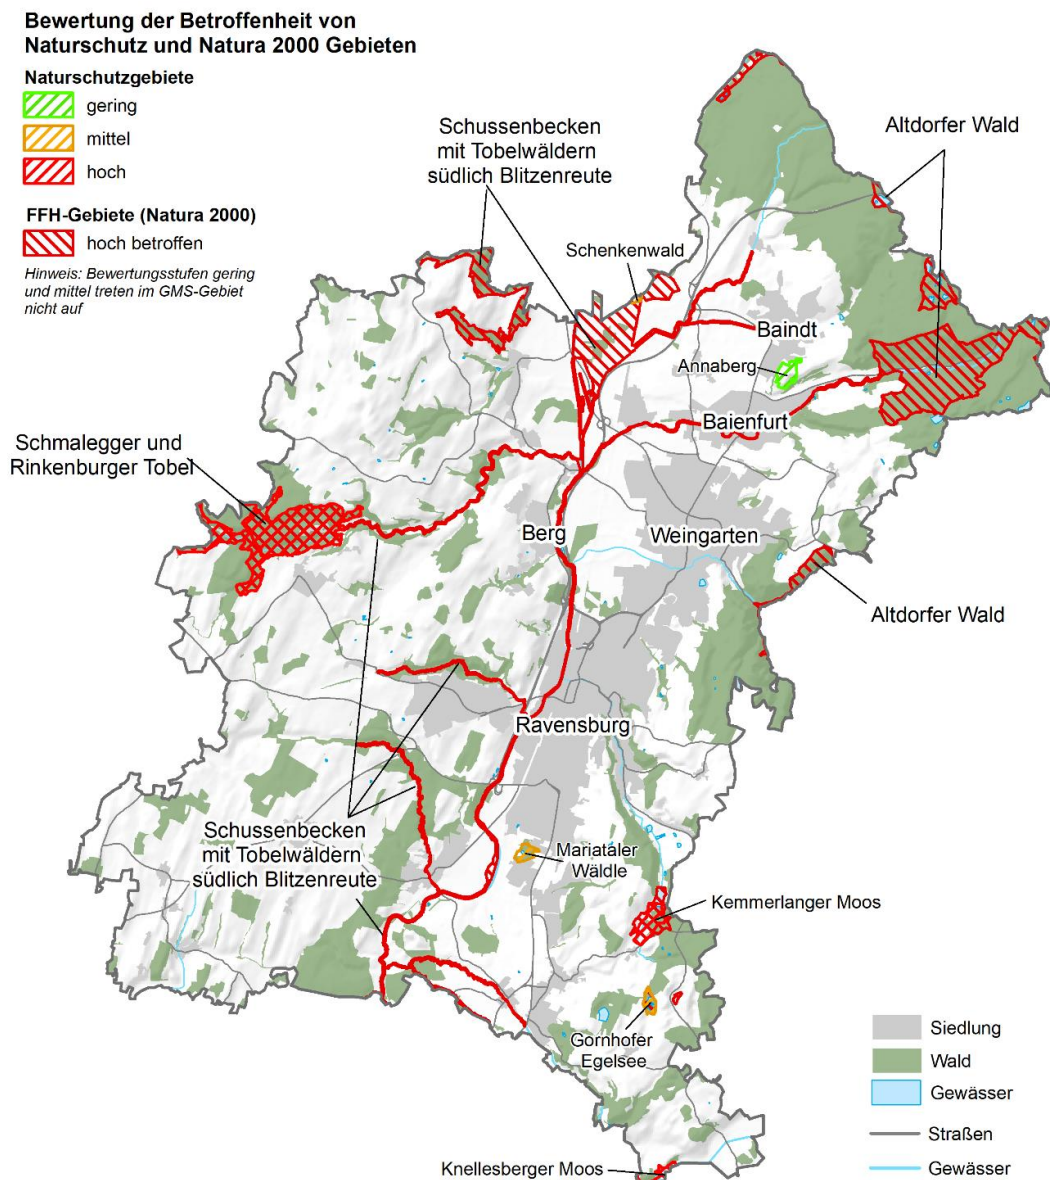 Bewertung der Betroffenheit von
Naturschutz und Natura 2000 Gebieten
Naturschutzgebiete
gering
mittel
hoch
FFH-Gebiete (Natura 2000)
hoch betroffen
Hinweis: Bewertungsstufen gering
und mittel treten im GMS-Gebiet
nicht auf
Schussenbecken
mit Tobelwäldern
südlich Blitzenreute
Altdorfer Wald
Schenkenwald
Baindt
Annaberg
Baienfurt
Schmalegger und
Rinkenburger Tobel
Berg
Weingarten
Altdorfer Wald
Ravensburg
Schussenbecken
mit Tobelwäldern
südlich Blitzenreute
Mariataler
Wäldle
Kemmerlanger Moos
Gornhofer
Egelsee
Knellesberger Moos
Siedlung
Wald
Gewässer
Straßen
Gewässer